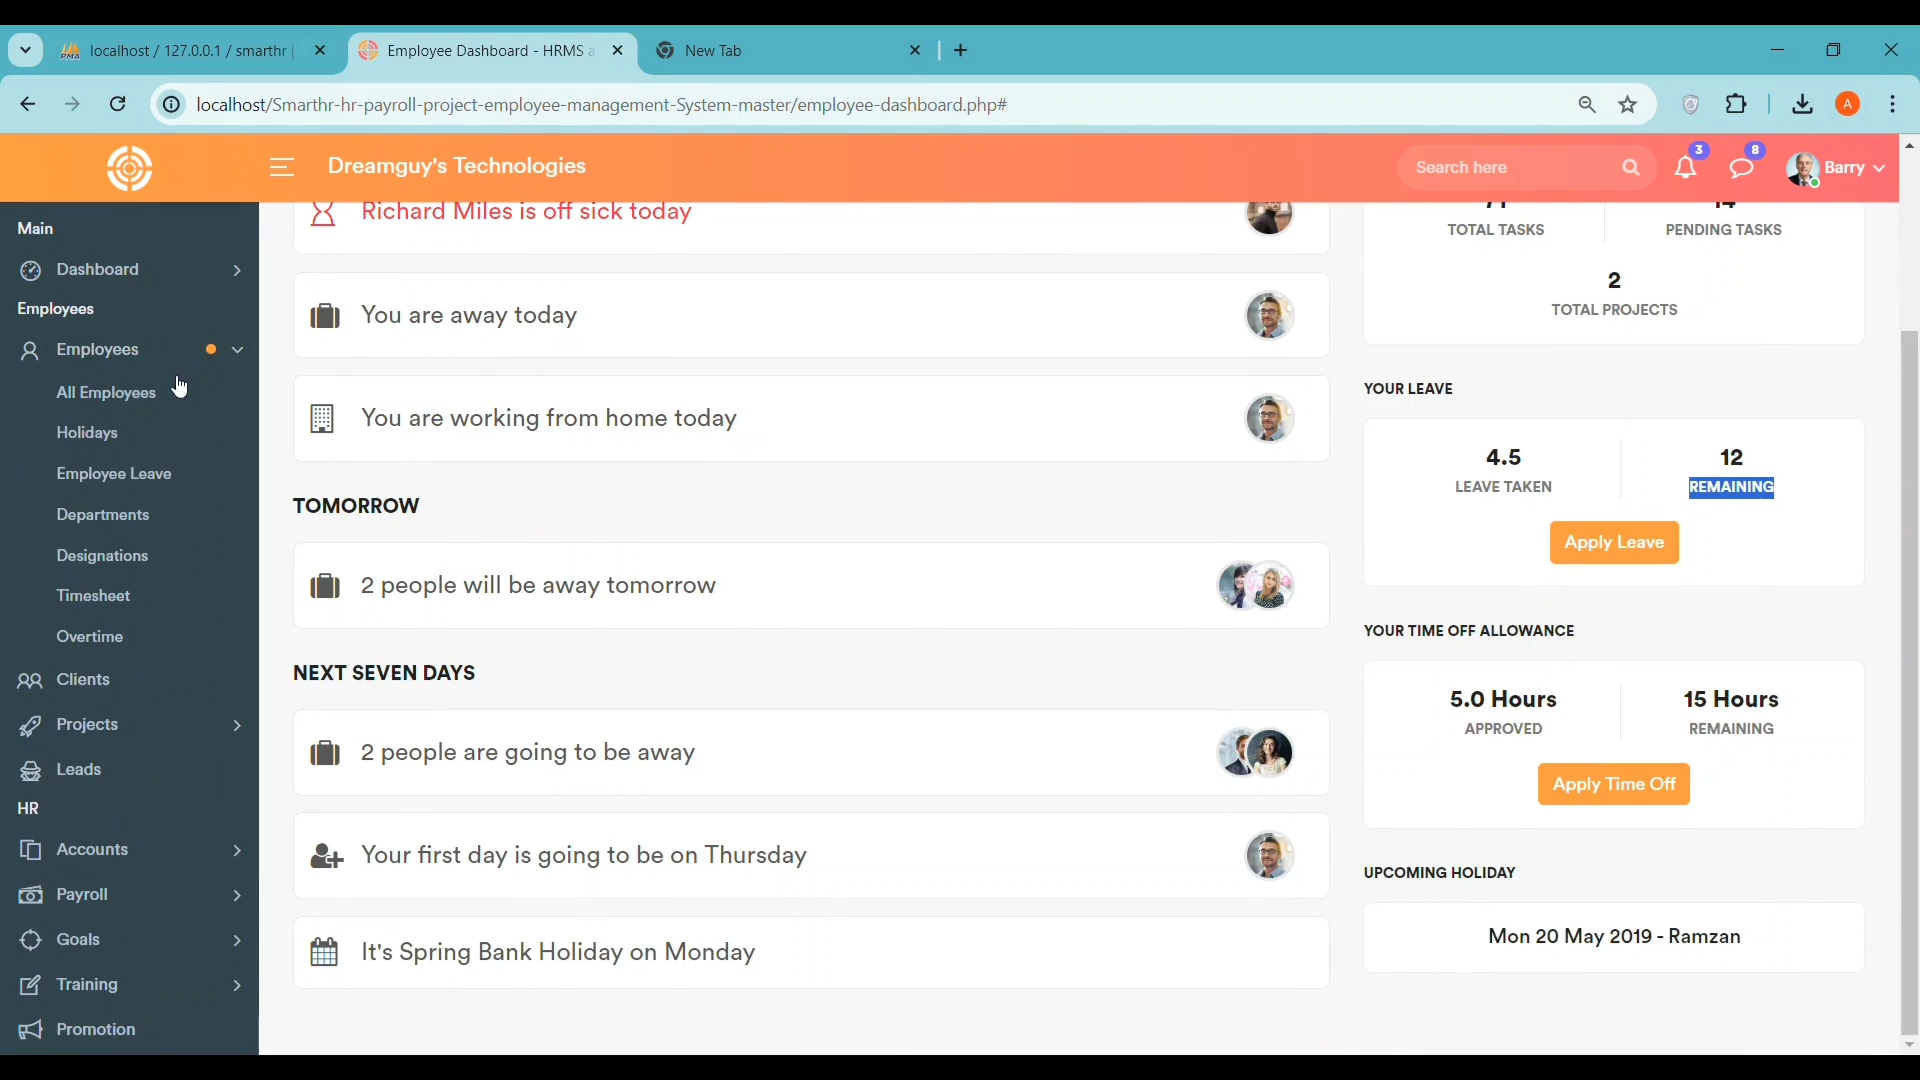 localhost / 127.0.0.1 / smarthr
Employee Dashboard - HRMS a
New Tab
localhost/Smarthr-hr-payroll-project-employee-management-System-master/employee-dashboard.php#
A
Dreamguy's Technologies
Search here
3
8
Barry
Main
Dashboard
Employees
Employees
All Employees
Holidays
Employee Leave
Departments
Designations
Timesheet
Overtime
Clients
Projects
Leads
HR
Accounts
Payroll
Goals
Training
Promotion
Richard Miles is off sick today
You are away today
You are working from home today
TOMORROW
2 people will be away tomorrow
NEXT SEVEN DAYS
2 people are going to be away
Your first day is going to be on Thursday
It's Spring Bank Holiday on Monday
TOTAL TASKS
PENDING TASKS
2
TOTAL PROJECTS
YOUR LEAVE
4.5
12
LEAVE TAKEN
REMAINING
Apply Leave
YOUR TIME OFF ALLOWANCE
5.0 Hours
15 Hours
APPROVED
REMAINING
Apply Time Off
UPCOMING HOLIDAY
Mon 20 May 2019 - Ramzan